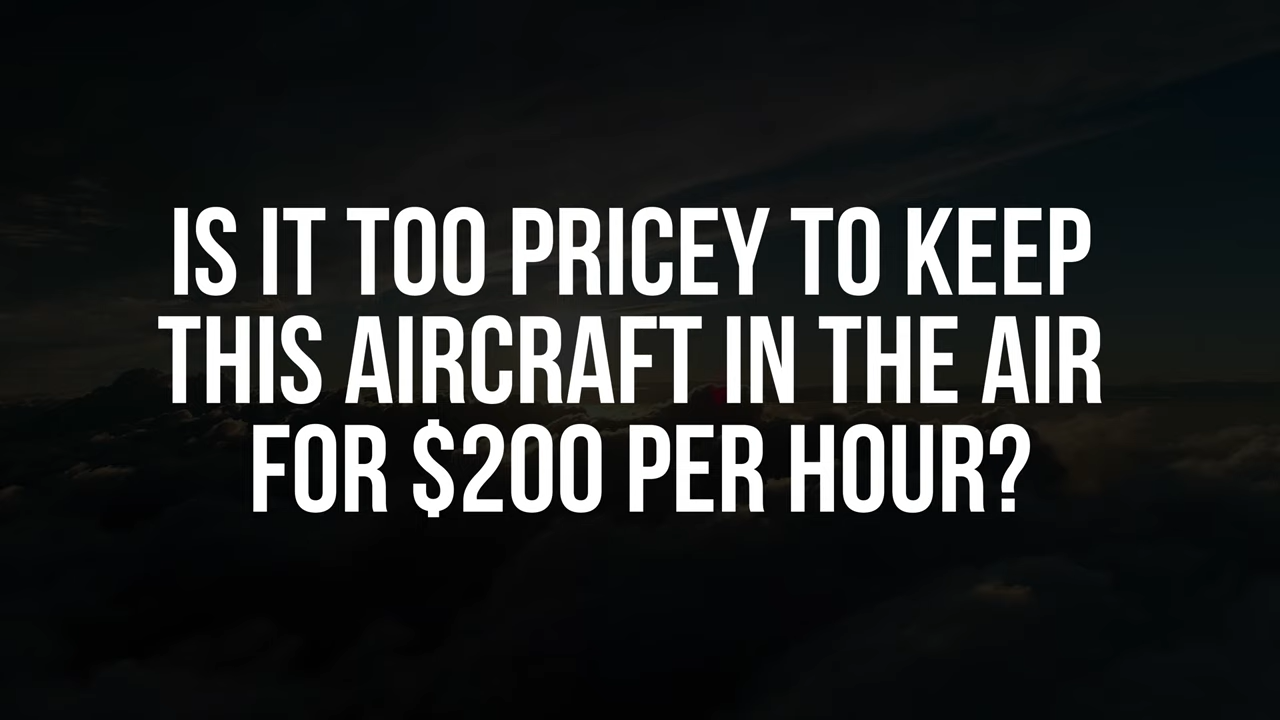 IS IT TOO PRICEY TO KEEP
THIS AIRCRAFT IN THE AIR
FOR $200 PER HOUR?